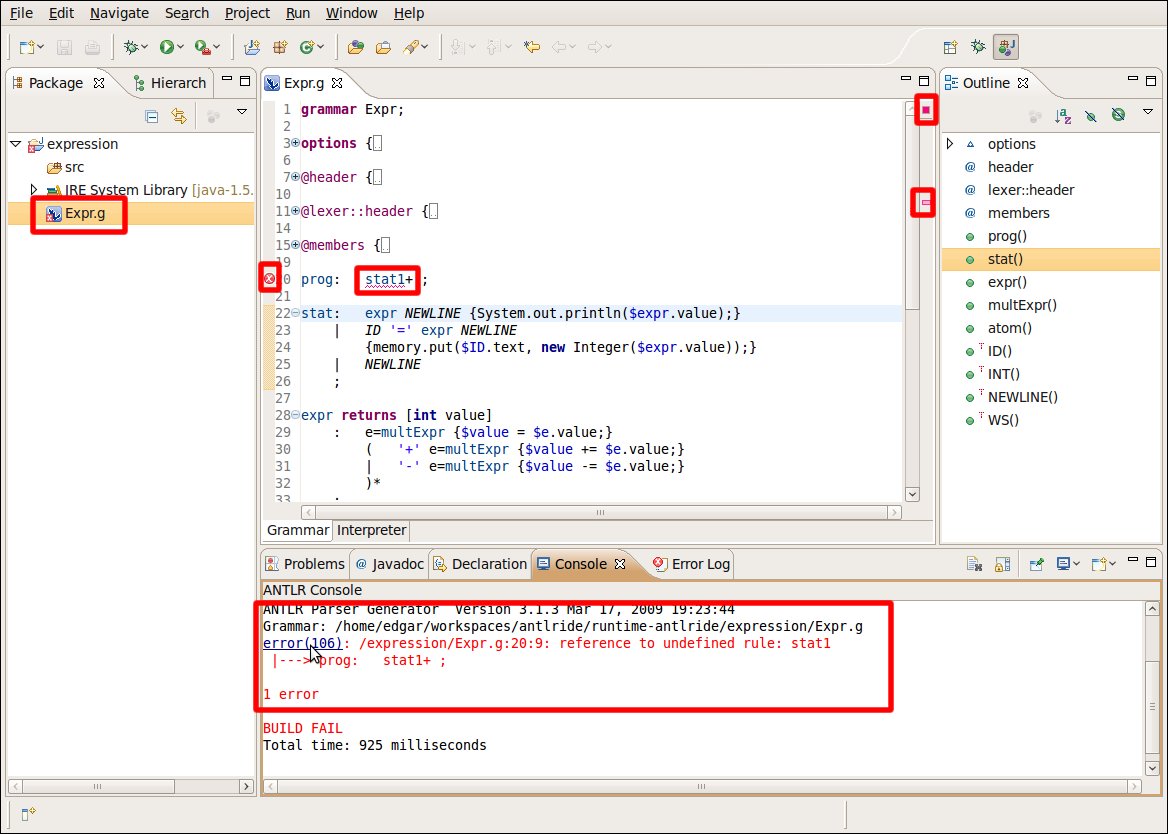 File Edit Navigate Search Project Run Window Help
Package Hierarch
expression
src
JRE System Library [java-1.5.
Expr.g
Expr.g
1 grammar Expr;
2
3 options {..
6
7 @header {..
10
11 @lexer::header {..
14
15 @members {..
19
20 prog: stat1+ ;
21
22 stat: expr NEWLINE {System.out.println($expr.value);}
23 | ID '=' expr NEWLINE
24 {memory.put($ID.text, new Integer($expr.value));}
25 | NEWLINE
26 ;
27
28 expr returns [int value]
29 : e=multExpr {$value = $e.value;}
30 ( '+' e=multExpr {$value += $e.value;}
31 | '-' e=multExpr {$value -= $e.value;}
32 )*
33 ;
Grammar Interpreter
Outline
options
header
lexer::header
members
prog()
stat()
expr()
multExpr()
atom()
ID()
INT()
NEWLINE()
WS()
Problems Javadoc Declaration Console Error Log
ANTLR Console
ANTLR Parser Generator Version 3.1.3 Mar 17, 2009 19:23:44
Grammar: /home/edgar/workspaces/antlride/runtime-antlride/expression/Expr.g
error(106): /expression/Expr.g:20:9: reference to undefined rule: stat1
|---> prog: stat1+ ;
1 error
BUILD FAIL
Total time: 925 milliseconds